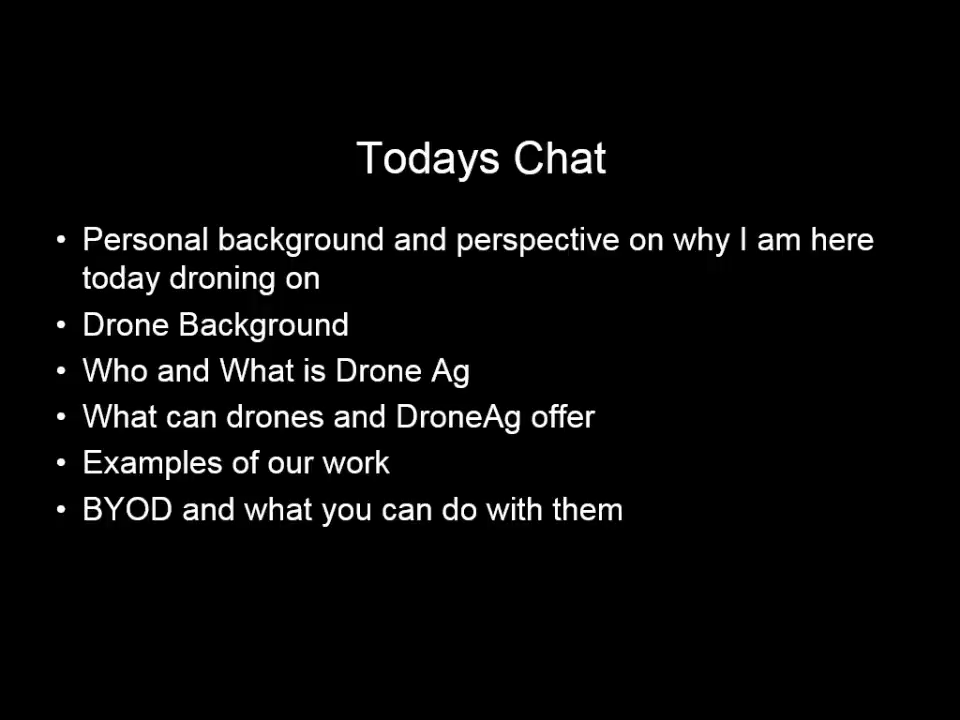 Todays Chat
• Personal background and perspective on why I am here
today droning on
• Drone Background
• Who and What is Drone Ag
• What can drones and DroneAg offer
• Examples of our work
• BYOD and what you can do with them